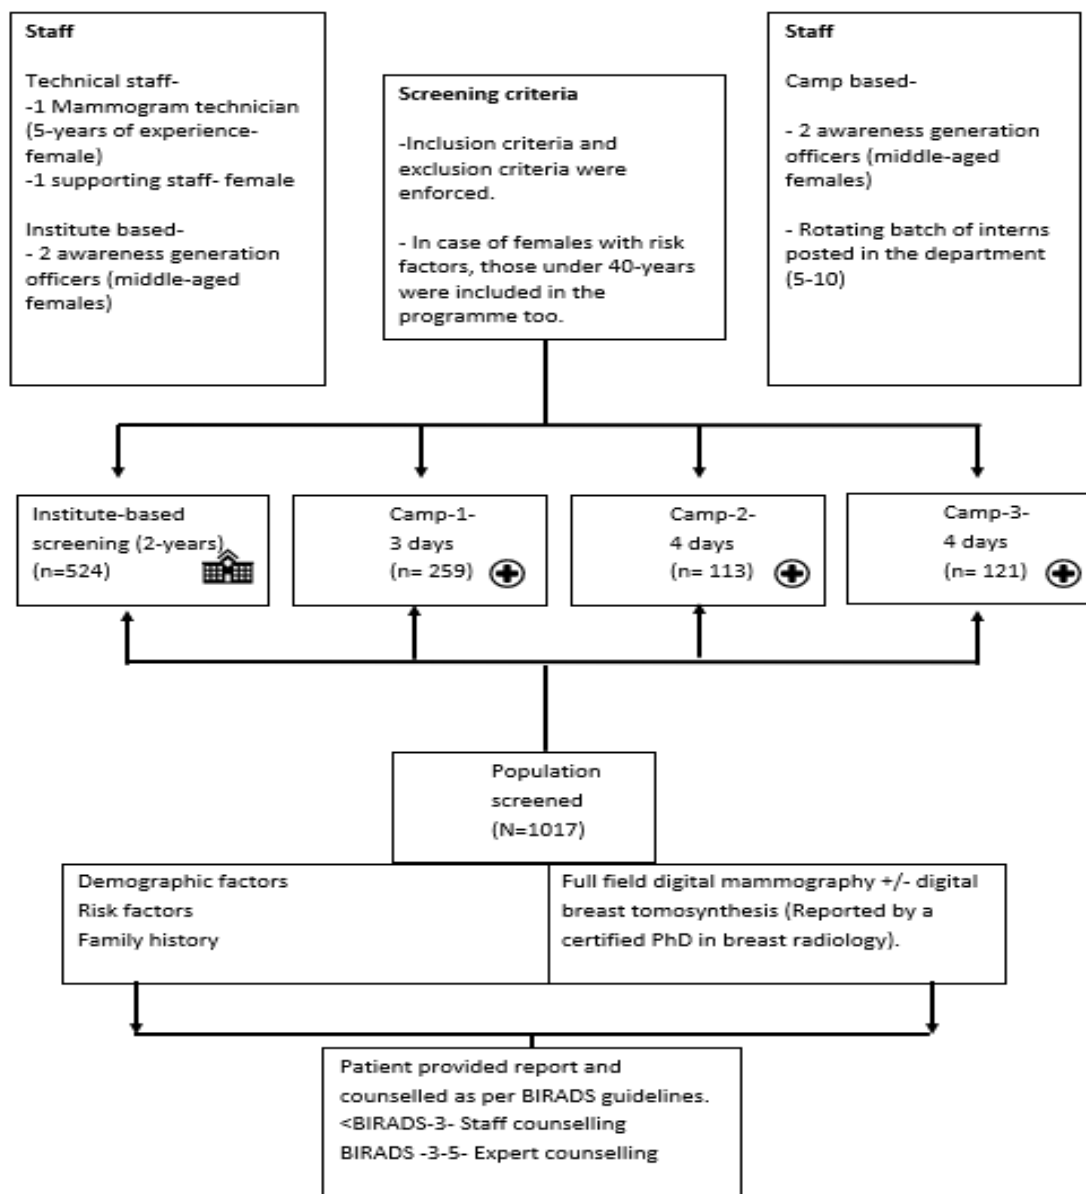 Staff
Technical staff-
-1 Mammogram technician
(5-years of experience-
female)
-1 supporting staff- female
Institute based-
- 2 awareness generation
officers (middle-aged
females)
Screening criteria
-Inclusion criteria and
exclusion criteria were
enforced.
- In case of females with risk
factors, those under 40-years
were included in the
programme too.
Staff
Camp based-
- 2 awareness generation
officers (middle-aged
females)
- Rotating batch of interns
posted in the department
(5-10)
Institute-based
screening (2-years)
(n=524)
Camp-1-
3 days
(n= 259)
Camp-2-
4 days
(n= 113)
Camp-3-
4 days
(n= 121)
Population
screened
(N=1017)
Demographic factors
Risk factors
Family history
Full field digital mammography +/- digital
breast tomosynthesis (Reported by a
certified PhD in breast radiology).
Patient provided report and
counselled as per BIRADS guidelines.
<BIRADS-3- Staff counselling
BIRADS -3-5- Expert counselling